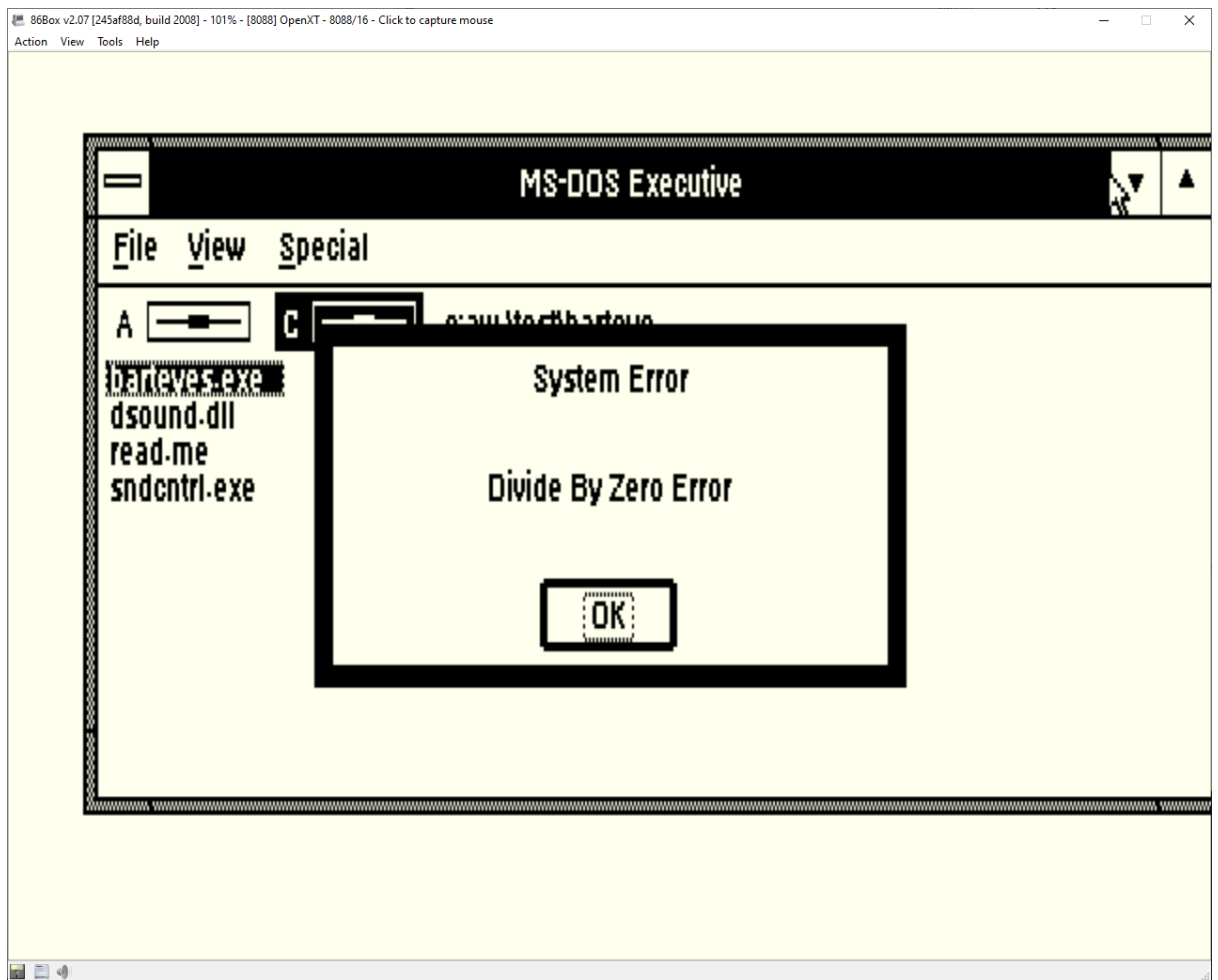 86Box v2.07 [245af88d, build 2008] - 101% - [8088] OpenXT - 8088/16 - Click to capture mouse
Action View Tools Help
MS-DOS Executive
File View Special
A C
barteyes.exe
dsound.dll
read.me
sndcntrl.exe
System Error
Divide By Zero Error
OK